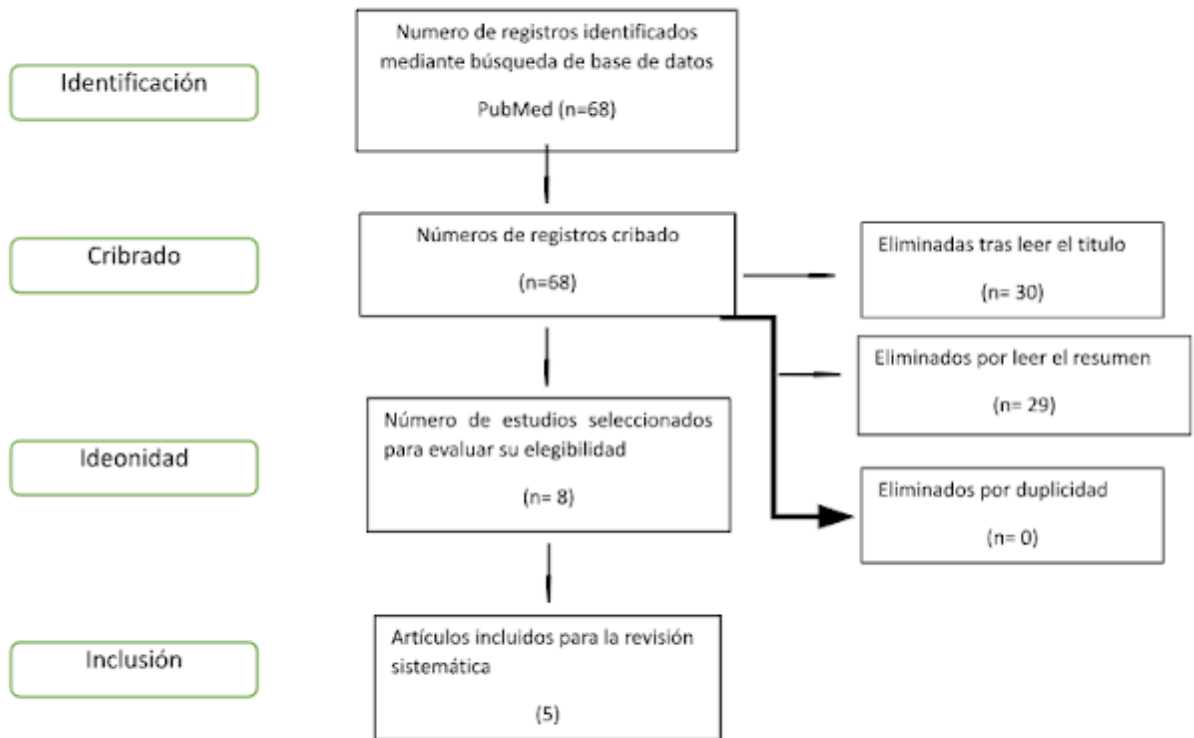 Identificación
Numero de registros identificados
mediante búsqueda de base de datos
PubMed (n=68)
Cribrado
Números de registros cribado
(n=68)
Eliminadas tras leer el titulo
(n= 30)
Eliminados por leer el resumen
(n= 29)
Ideonidad
Número de estudios seleccionados
para evaluar su elegibilidad
(n= 8)
Eliminados por duplicidad
(n= 0)
Inclusión
Artículos incluidos para la revisión
sistemática
(5)